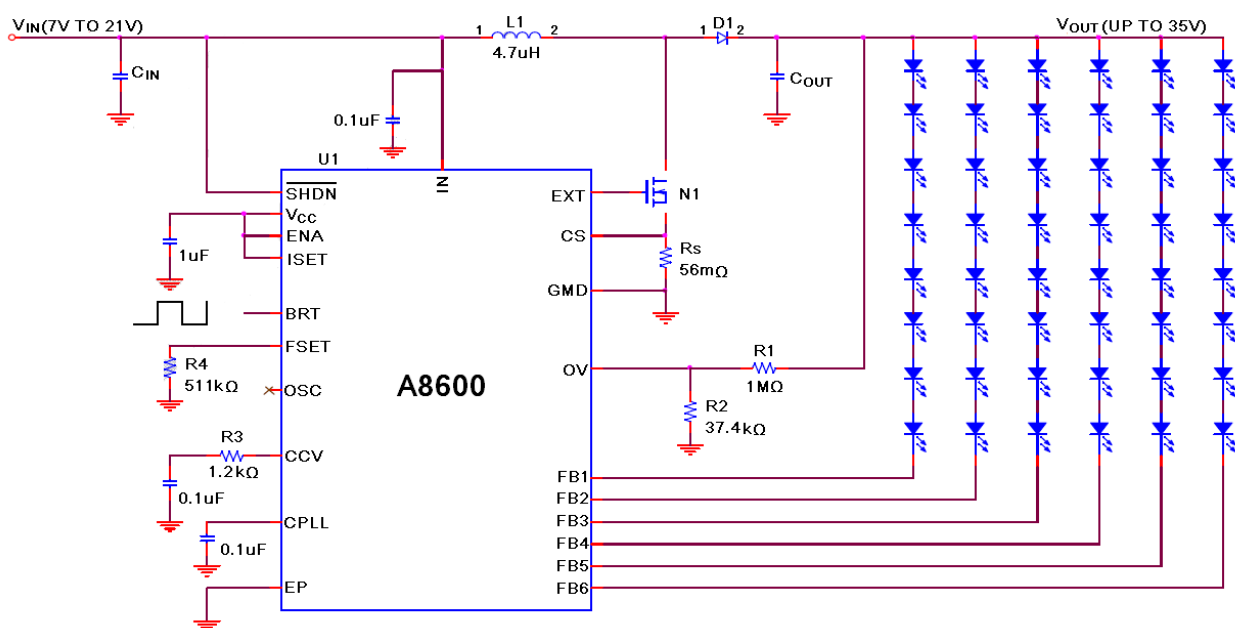 VIN(7V TO 21V)
1 L1 2
4.7uH
1 D1 2
VOUT(UP TO 35V)
CIN
0.1uF
COUT
U1
IN
SHDN
VCC
ENA
ISET
1uF
BRT
FSET
R4
511kΩ
OSC
R3
1.2kΩ
CCV
0.1uF
CPLL
0.1uF
EP
A8600
EXT
N1
CS
Rs
56mΩ
GMD
OV
R1
1MΩ
R2
37.4kΩ
FB1
FB2
FB3
FB4
FB5
FB6